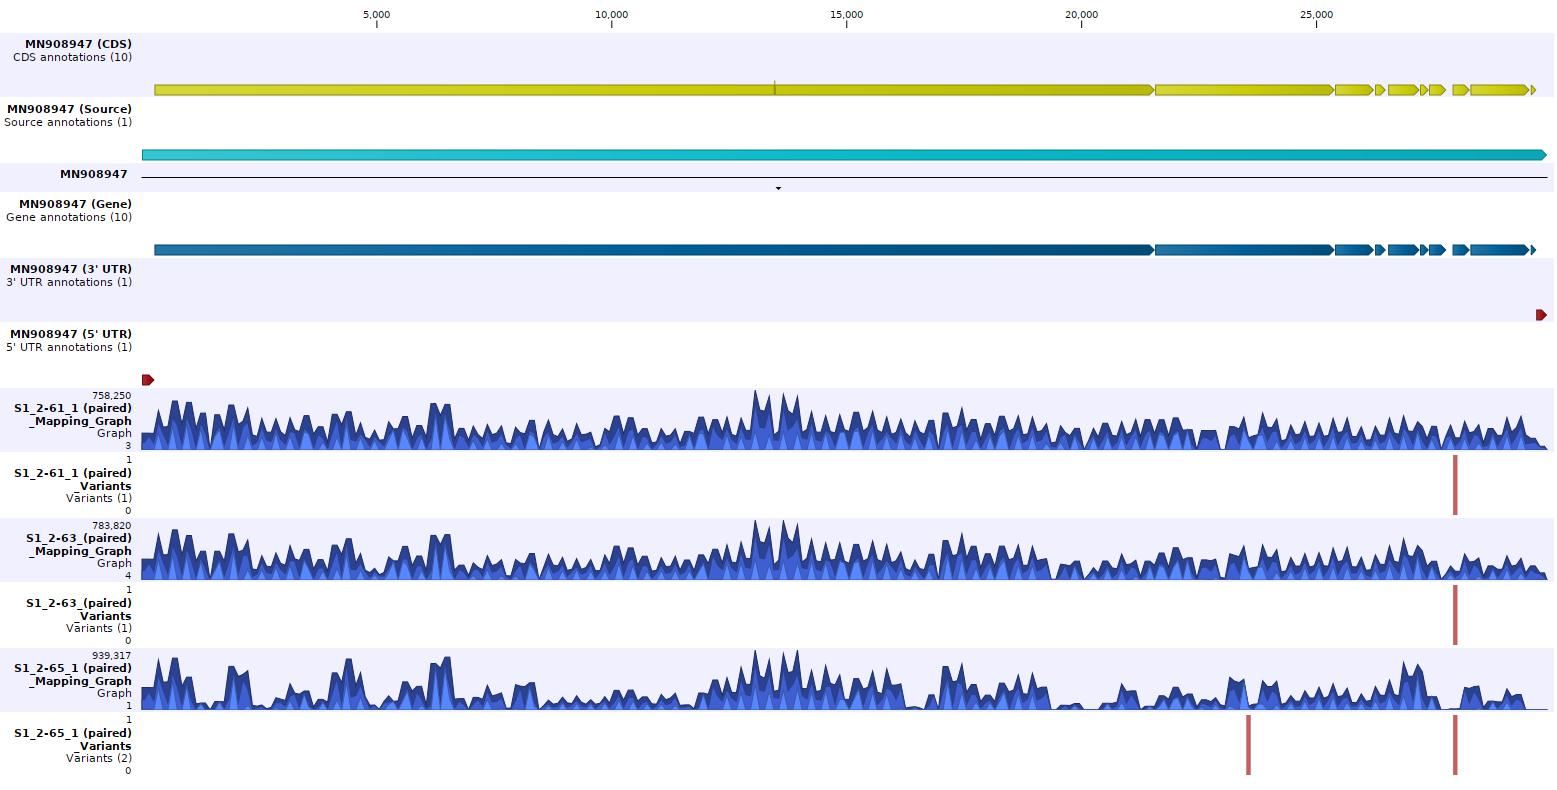 5,000 10,000 15,000 20,000 25,000
MN908947 (CDS)
CDS annotations (10)
MN908947 (Source)
Source annotations (1)
MN908947
MN908947 (Gene)
Gene annotations (10)
MN908947 (3' UTR)
3' UTR annotations (1)
MN908947 (5' UTR)
5' UTR annotations (1)
758,250
S1_2-61_1 (paired)
_Mapping_Graph
Graph
3
1
S1_2-61_1 (paired)
_Variants
Variants (1)
0
783,820
S1_2-63_(paired)
_Mapping_Graph
Graph
4
1
S1_2-63_(paired)
_Variants
Variants (1)
0
939,317
S1_2-65_1 (paired)
_Mapping_Graph
Graph
1
1
S1_2-65_1 (paired)
_Variants
Variants (2)
0